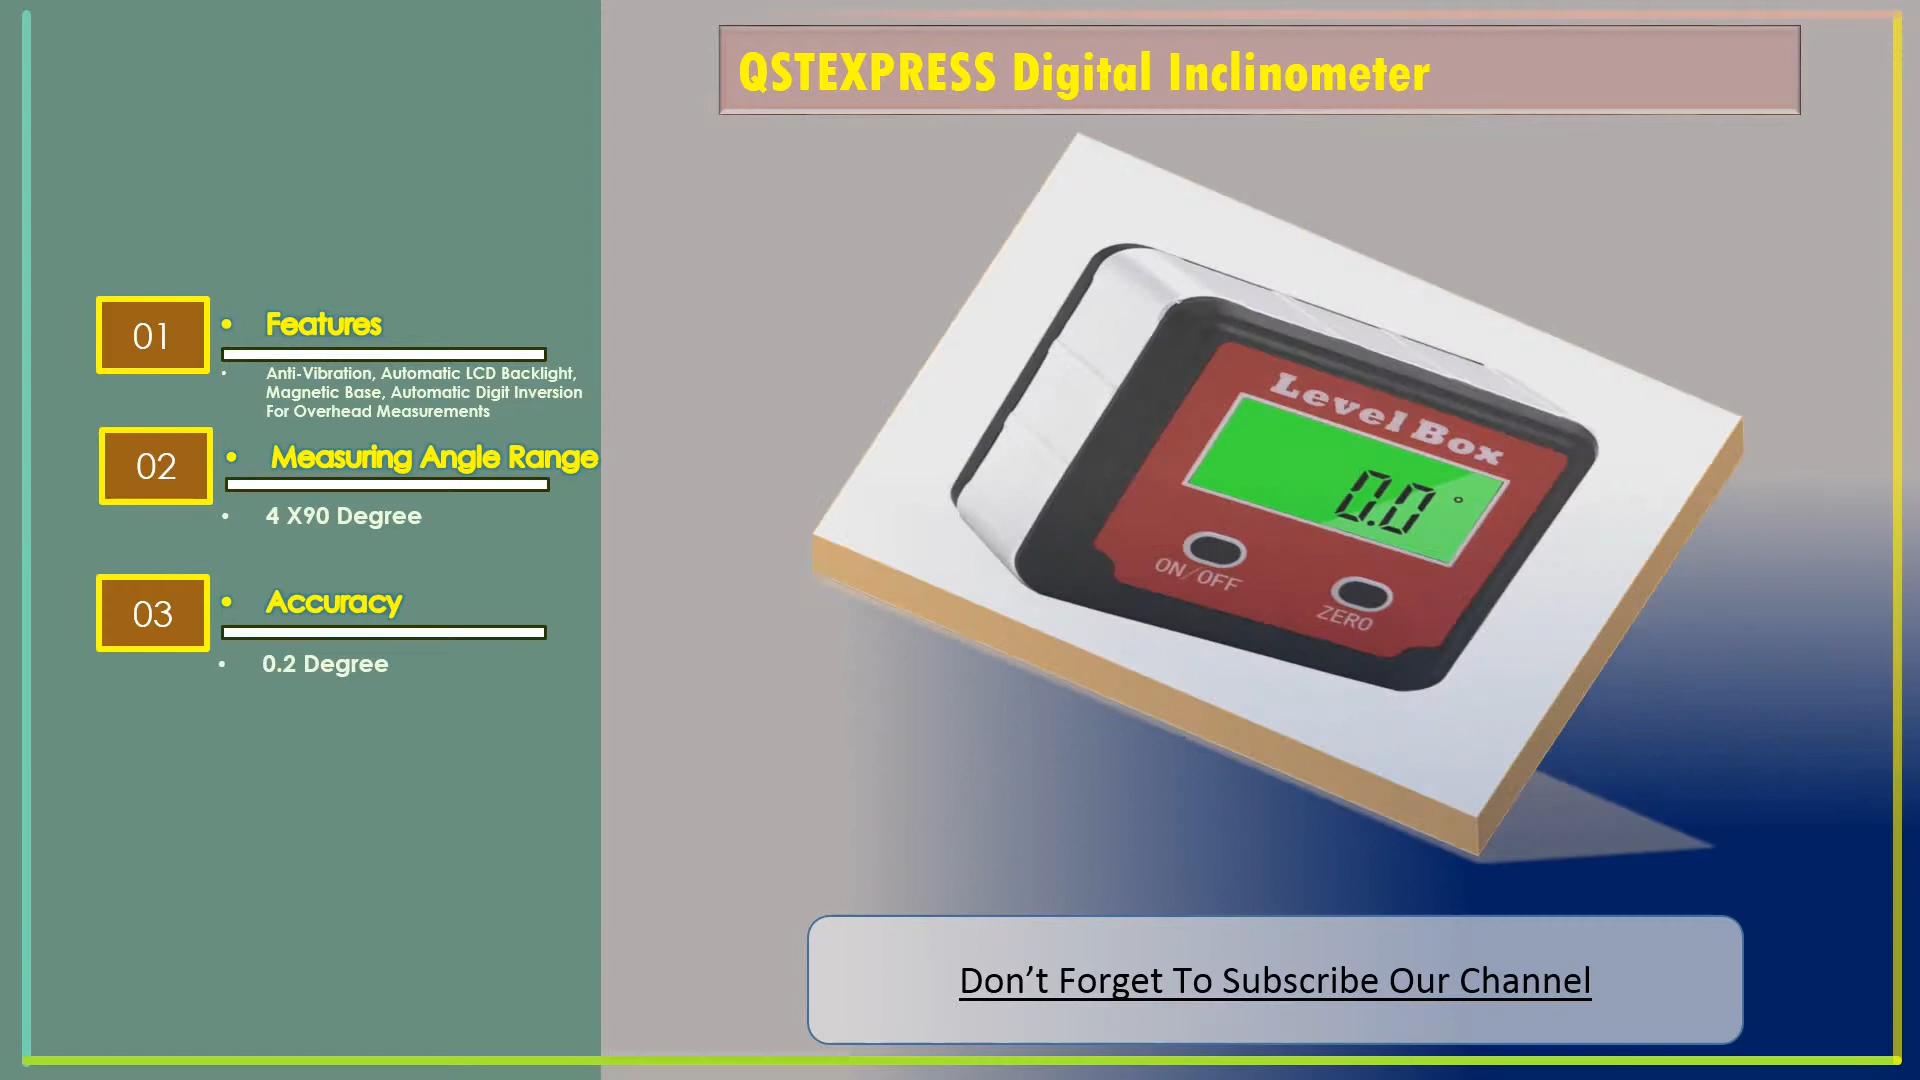 QSTEXPRESS Digital Inclinometer
01
• Features
• Anti-Vibration, Automatic LCD Backlight,
Magnetic Base, Automatic Digit Inversion
For Overhead Measurements
02
• Measuring Angle Range
• 4 X90 Degree
03
• Accuracy
• 0.2 Degree
Level Box
0.0°
ON/OFF
ZERO
Don’t Forget To Subscribe Our Channel